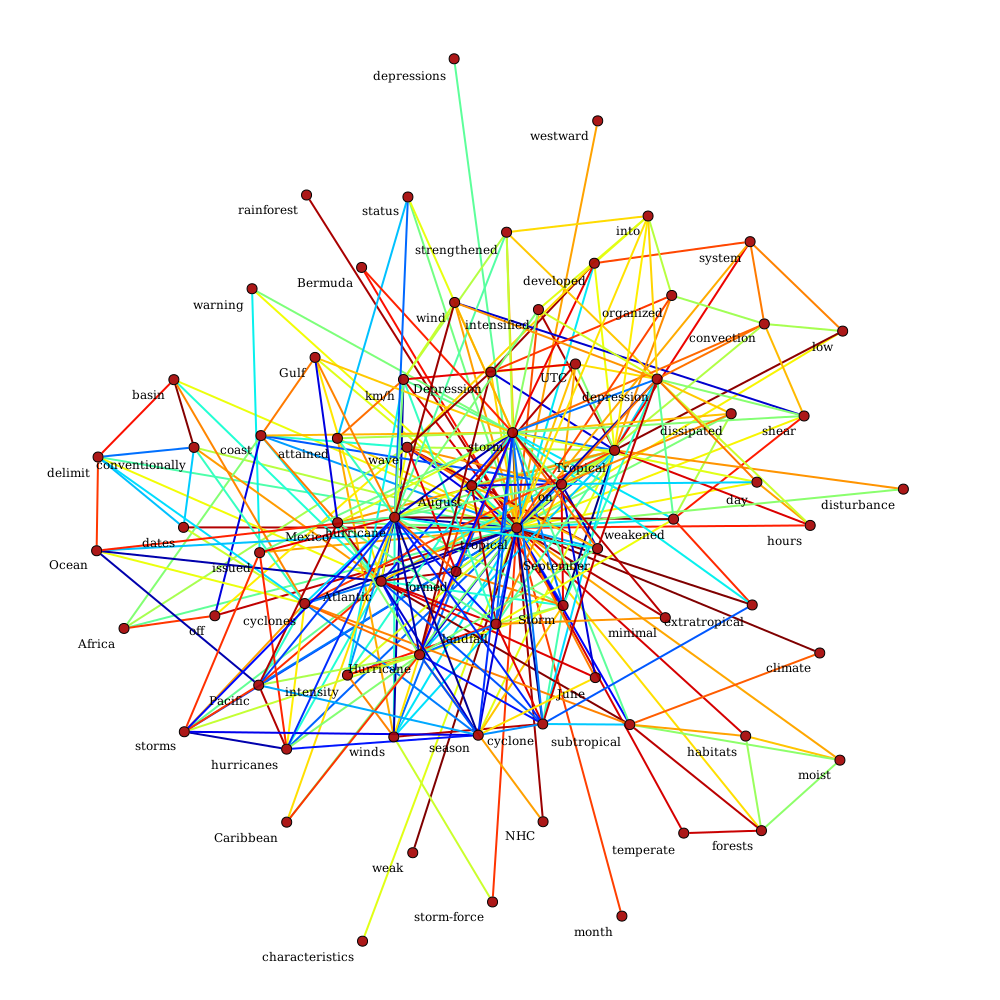 depressions
westward
rainforest
status
into
strengthened
system
Bermuda
developed
warning
organized
wind
intensified
convection
low
Gulf
UTC
km/h
Depression
depression
basin
dissipated
shear
storm
coast
attained
wave
conventionally
Tropical
delimit
on
August
day
disturbance
Mexico
hurricane
weakened
dates
tropical
hours
Ocean
issued
September
formed
Atlantic
cyclones
Storm
off
minimal
extratropical
Africa
landfall
Hurricane
climate
intensity
June
Pacific
storms
hurricanes
winds
season
cyclone
subtropical
habitats
moist
Caribbean
NHC
temperate
forests
weak
storm-force
month
characteristics